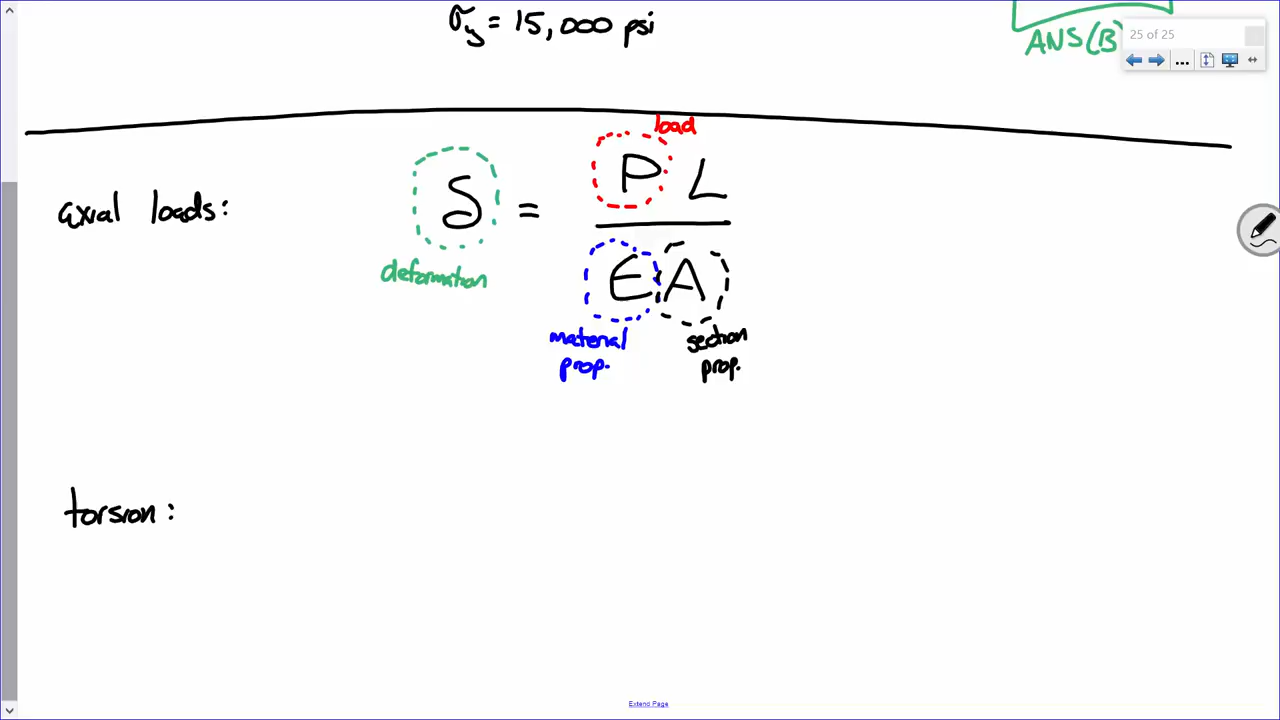 σy = 15,000 psi
ANS(B)
25 of 25
load
axial loads: δ = PL / EA
deformation
material prop.
section prop.
torsion:
Extend Page